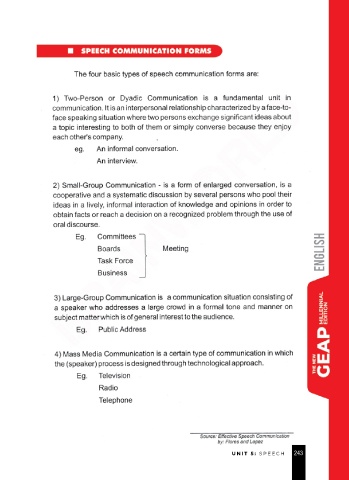 ■ SPEECH COMMUNICATION FORMS
The four basic types of speech communication forms are:
1) Two-Person or Dyadic Communication is a fundamental unit in
communication. It is an interpersonal relationship characterized by a face-to-
face speaking situation where two persons exchange significant ideas about
a topic interesting to both of them or simply converse because they enjoy
each other's company.
eg. An informal conversation.
An interview.
2) Small-Group Communication - is a form of enlarged conversation, is a
cooperative and a systematic discussion by several persons who pool their
ideas in a lively, informal interaction of knowledge and opinions in order to
obtain facts or reach a decision on a recognized problem through the use of
oral discourse.
Eg. Committees
Boards Meeting
Task Force
Business
3) Large-Group Communication is a communication situation consisting of
a speaker who addresses a large crowd in a formal tone and manner on
subject matter which is of general interest to the audience.
Eg. Public Address
4) Mass Media Communication is a certain type of communication in which
the (speaker) process is designed through technological approach.
Eg. Television
Radio
Telephone
Source: Effective Speech Communication
by: Flores and Lopez
UNIT 5: SPEECH 243
ENGLISH
THE NEW
GEAP MILLENNIAL
EDITION